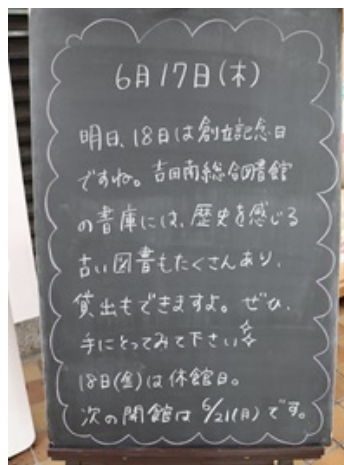 6月17日(木)
明日、18日は創立記念日
ですね。吉田南総合図書館
の書庫には、歴史を感じる
古い図書もたくさんあり、
貸出もできますよ。ぜひ、
手にとってみて下さい
18日(金)は休館日。
次の開館は6/21(月)です。